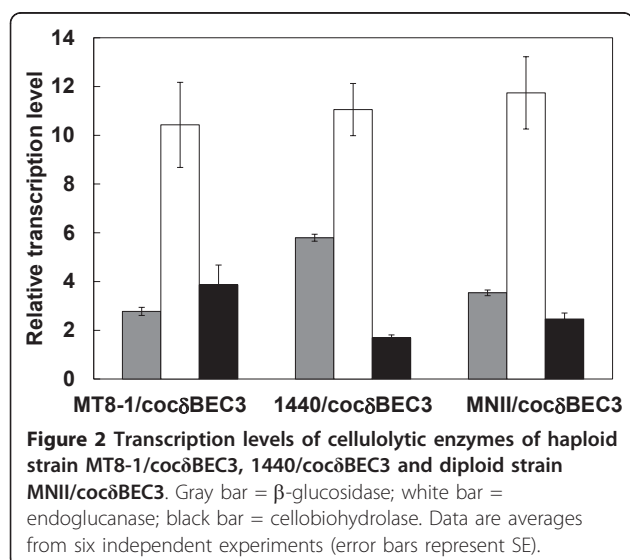 14
12
10
8
6
4
2
0
Relative transcription level
MT8-1/cocδBEC3 1440/cocδBEC3 MNII/cocδBEC3
Figure 2 Transcription levels of cellulolytic enzymes of haploid
strain MT8-1/cocδBEC3, 1440/cocδBEC3 and diploid strain
MNII/cocδBEC3. Gray bar = β-glucosidase; white bar =
endoglucanase; black bar = cellobiohydrolase. Data are averages
from six independent experiments (error bars represent SE).